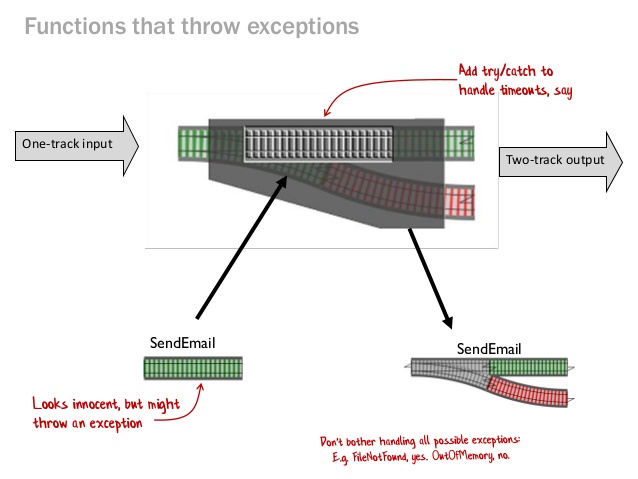 Functions that throw exceptions
Add try/catch to
handle timeouts, say
One-track input
Two-track output
SendEmail
SendEmail
Looks innocent, but might
throw an exception
Don't bother handling all possible exceptions:
E.g. FileNotFound, yes. OutOfMemory, no.